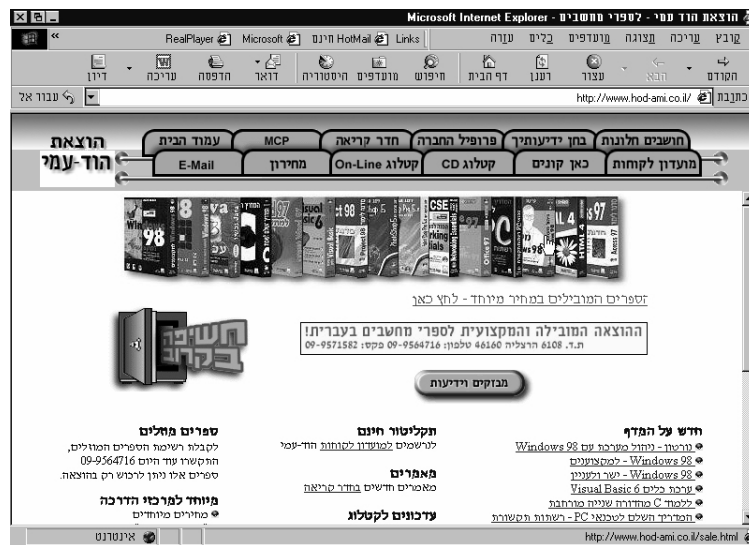 הוצאת הוד עמי - לספרי מחשבים - Microsoft Internet Explorer
קובץ עריכה תצוגה מועדפים כלים עזרה Links HotMail חינם Microsoft RealPlayer
הקודם הבא עצור רענן דף הבית חיפוש מועדפים היסטוריה דואר הדפסה עריכה דיון
כתובת http://www.hod-ami.co.il/ עבור אל
הוצאת
הוד-עמי
חושבים חלונות בחן ידיעותיך פרופיל החברה חדר קריאה MCP עמוד הבית
מועדון לקוחות כאן קונים קטלוג CD קטלוג On-Line מחירון E-Mail
הספרים המובילים במחיר מיוחד - לחץ כאן
חשיפה
בקרוב
ההוצאה המובילה והמקצועית לספרי מחשבים בעברית!
ת.ד. 6108 הרצליה 46160 טלפון: 09-9564716 פקס: 09-9571582
מבזקים וידיעות
חדש על המדף
נורטון - ניהול מערכת עם Windows 98
Windows 98 - למקצוענים
Windows 98 - ישר ולעניין
ערכת כלים Visual Basic 6
ללמוד C מהדורה שנייה מורחבת
המדריך השלם לטכנאי PC - רשתות תקשורת
תקליטור חינם
לנרשמים למועדון לקוחות הוד-עמי
מאמרים
מאמרים חדשים בחדר קריאה
עדכונים לקטלוג
ספרים מוזלים
לקבלת רשימת הספרים המוזלים,
התקשרו עוד היום 09-9564716
ספרים אלו ניתן לרכוש רק בהוצאה.
מיוחד למרכזי הדרכה
מחירים מיוחדים
http://www.hod-ami.co.il/sale.html אינטרנט